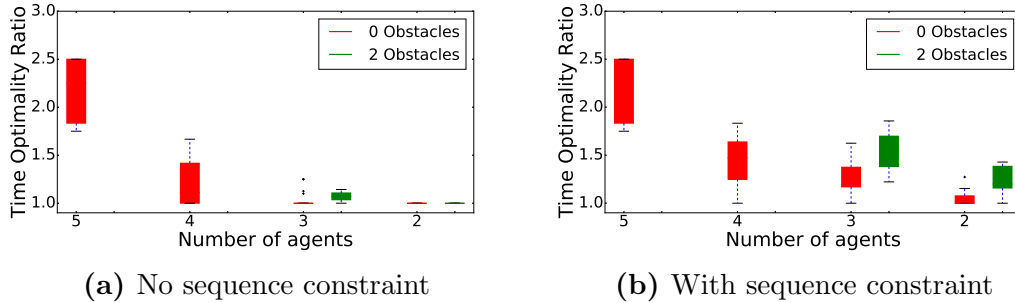 Time Optimality Ratio
3.0
2.5
2.0
1.5
1.0
0 Obstacles
2 Obstacles
5 4 3 2
Number of agents
(a) No sequence constraint
Time Optimality Ratio
3.0
2.5
2.0
1.5
1.0
0 Obstacles
2 Obstacles
5 4 3 2
Number of agents
(b) With sequence constraint